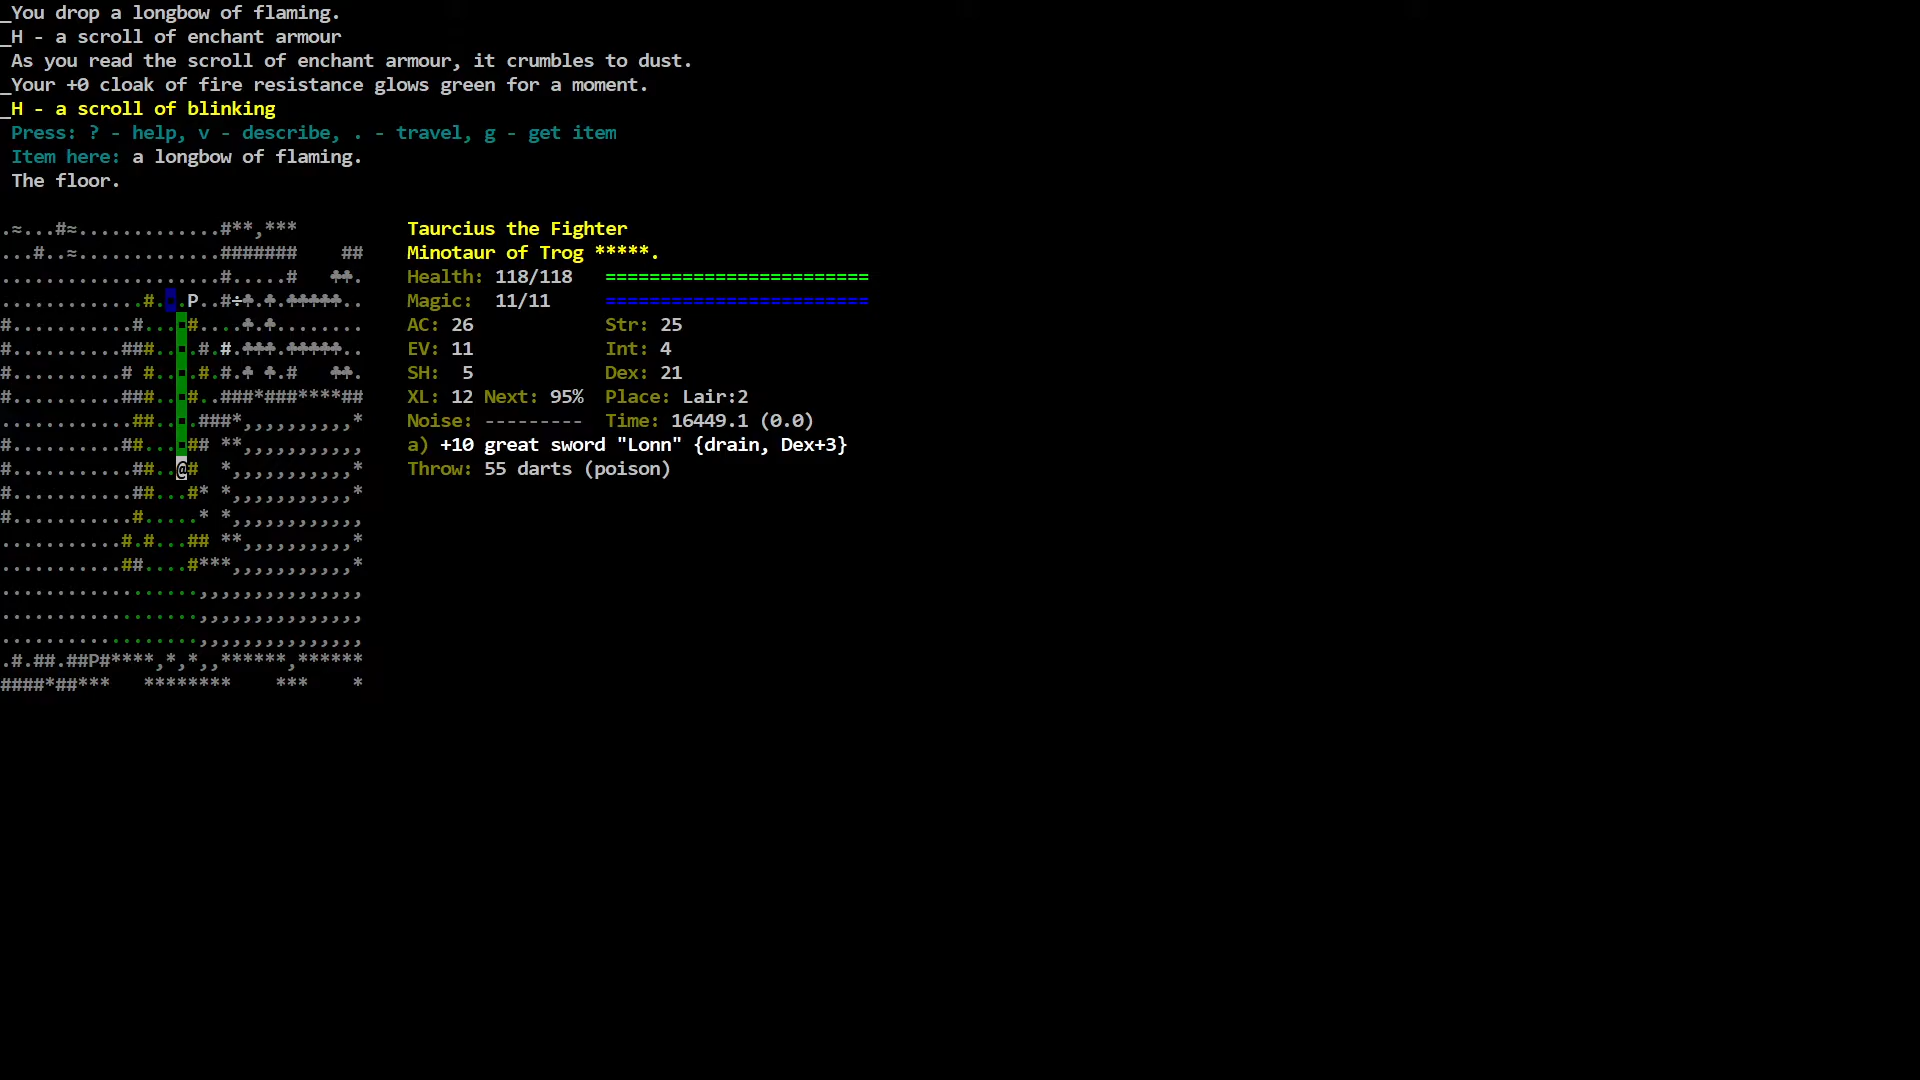 _You drop a longbow of flaming.
_H - a scroll of enchant armour
As you read the scroll of enchant armour, it crumbles to dust.
_Your +0 cloak of fire resistance glows green for a moment.
_H - a scroll of blinking
Press: ? - help, v - describe, . - travel, g - get item
Item here: a longbow of flaming.
The floor.
Taurcius the Fighter
Minotaur of Trog *****.
Health: 118/118 ========================
Magic: 11/11 ========================
AC: 26 Str: 25
EV: 11 Int: 4
SH: 5 Dex: 21
XL: 12 Next: 95% Place: Lair:2
Noise: --------- Time: 16449.1 (0.0)
a) +10 great sword "Lonn" {drain, Dex+3}
Throw: 55 darts (poison)